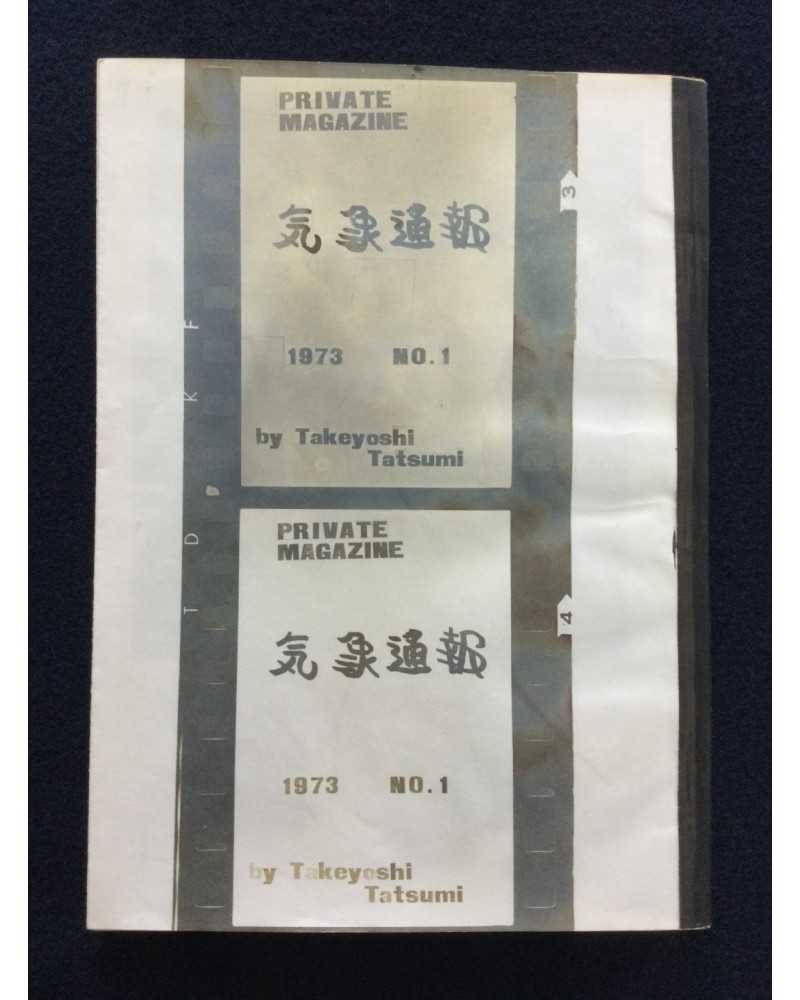 PRIVATE
MAGAZINE
気象通報
1973 NO.1
by Takeyoshi
Tatsumi
3
F
K
D
T
PRIVATE
MAGAZINE
気象通報
1973 NO.1
by Takeyoshi
Tatsumi
4